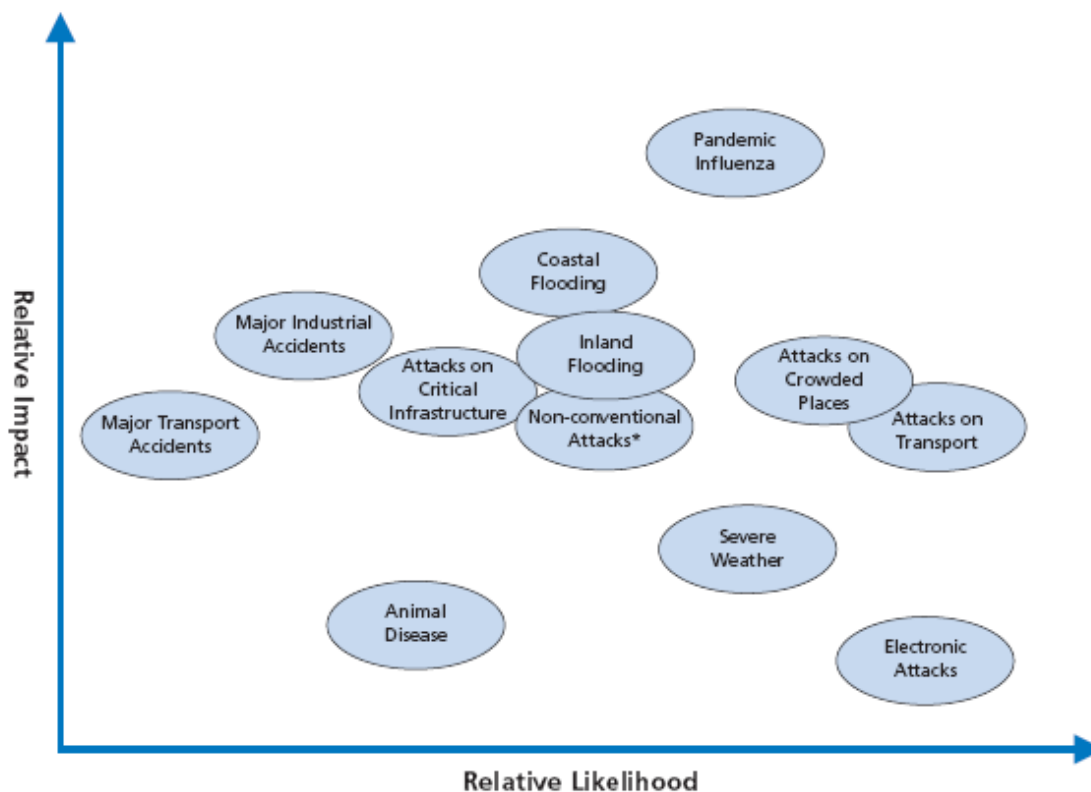 Pandemic
Influenza
Coastal
Flooding
Major Industrial
Accidents
Inland
Flooding
Attacks on
Critical
Infrastructure
Attacks on
Crowded
Places
Major Transport
Accidents
Non-conventional
Attacks*
Attacks on
Transport
Severe
Weather
Animal
Disease
Electronic
Attacks
Relative Impact
Relative Likelihood